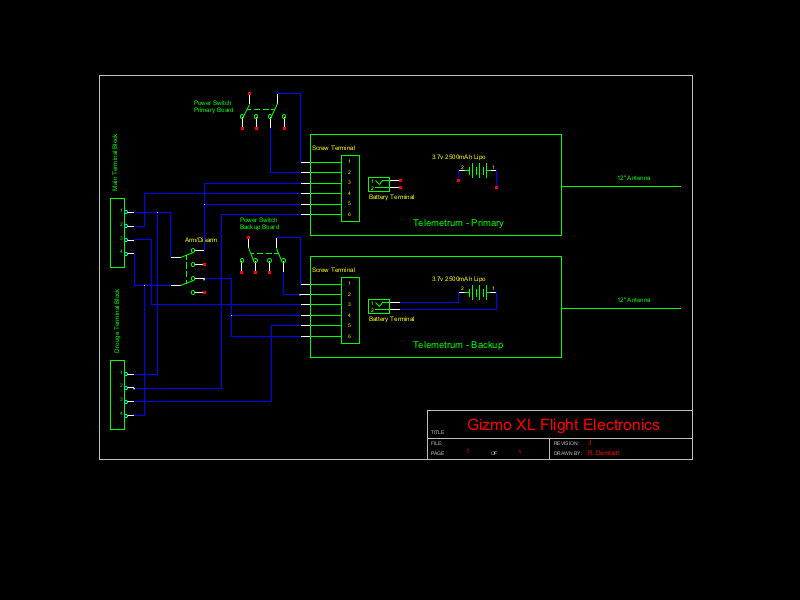 Power Switch
Primary Board
Main Terminal Block
1
2
3
4
Screw Terminal
1
2
3
4
5
6
1
2
Battery Terminal
3.7v 2500mAh Lipo
2
1
Telemetrum - Primary
12" Antenna
Power Switch
Backup Board
Arm/Disarm
Screw Terminal
1
2
3
4
5
6
1
2
Battery Terminal
3.7v 2500mAh Lipo
2
1
Telemetrum - Backup
12" Antenna
Terminal Block
1
2
3
4
TITLE
Gizmo XL Flight Electronics
FILE:
REVISION:
PAGE
1
OF
1
DRAWN BY: